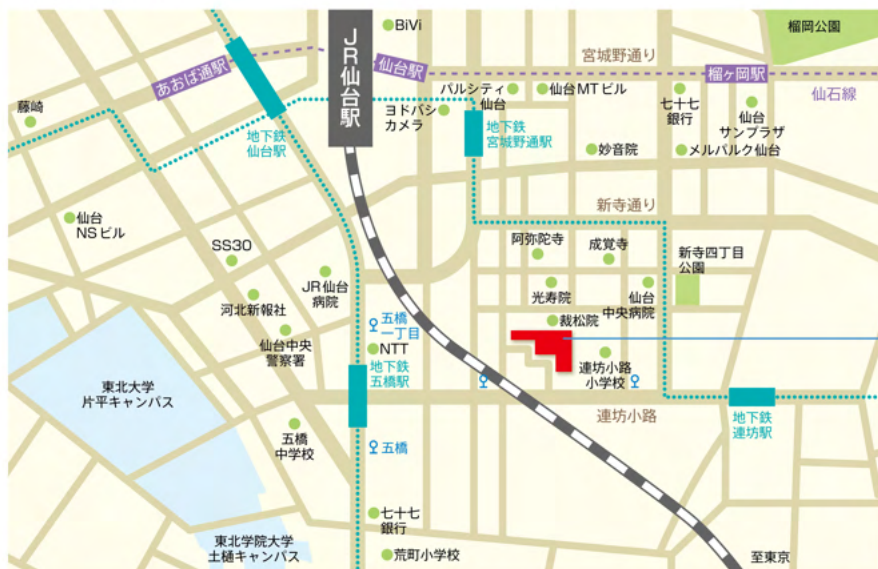 BiVi
宮城野通り
榴岡公園
JR仙台駅
仙台駅
あおば通駅
榴ヶ岡駅
仙石線
藤崎
地下鉄
仙台駅
ヨドバシ
カメラ
パルシティ
仙台
仙台MTビル
七十七
銀行
仙台
サンプラザ
地下鉄
宮城野通駅
妙音院
メルパルク仙台
新寺通り
仙台
NSビル
SS30
JR仙台
病院
河北新報社
仙台中央
警察署
阿弥陀寺
成覚寺
新寺四丁目
公園
光寿院
仙台
中央病院
裁松院
五橋
一丁目
NTT
地下鉄
五橋駅
連坊小路
小学校
連坊小路
地下鉄
連坊駅
東北大学
片平キャンパス
五橋
中学校
五橋
七十七
銀行
荒町小学校
東北学院大学
土樋キャンパス
至東京